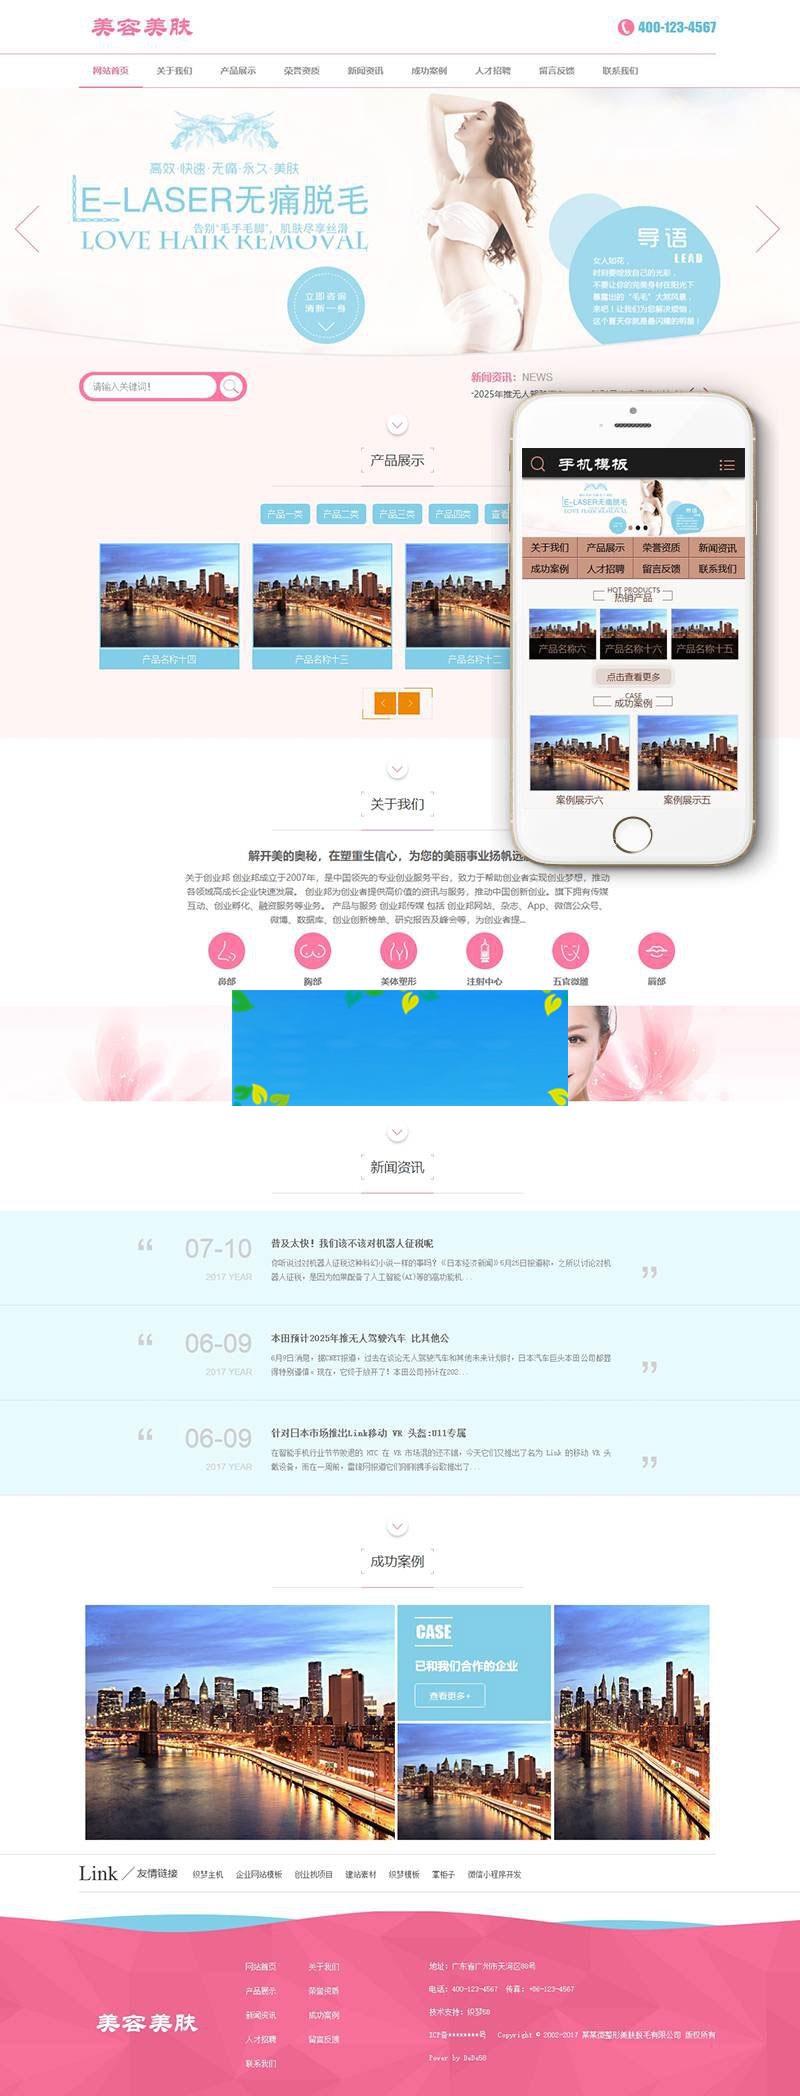 美容美肤
400-123-4567
网站首页 关于我们 产品展示 荣誉资质 新闻资讯 成功案例 人才招聘 留言反馈 联系我们
高效·快速·无痛·永久·美肤
E-LASER无痛脱毛
告别“毛手毛脚”，肌肤尽享丝滑
LOVE HAIR REMOVAL
立即咨询
清新一身
导语
LEAD
女人如花，
时刻要绽放自己的光彩，
不要让你的完美身材在阳光下
暴露出的“毛毛”大煞风景，
来吧！让我们为您解决烦恼，
这个夏天你就是最闪耀的明星！
请输入关键词！
新闻资讯：NEWS
产品展示
产品一类 产品二类 产品三类 产品四类 查看
产品名称十四 产品名称十三 产品名称十二
手机模板
E-LASER无痛脱毛
LOVE HAIR REMOVAL
导语
关于我们 产品展示 荣誉资质 新闻资讯
成功案例 人才招聘 留言反馈 联系我们
HOT PRODUCTS
热销产品
产品名称六 产品名称十六 产品名称十五
点击查看更多
CASE
成功案例
案例展示六 案例展示五
关于我们
解开美的奥秘，在塑重生信心，为您的美丽事业扬帆远
关于创业邦 创业邦成立于2007年，是中国领先的专业创业服务平台，致力于帮助创业者实现创业梦想，推动
各领域高成长企业快速发展。 创业邦为创业者提供高价值的资讯与服务，推动中国创新创业。旗下拥有传媒
互动、创业孵化、融资服务等业务。 产品与服务 创业邦传媒 包括 创业邦网站、杂志、App、微信公众号、
微博、数据库、创业创新榜单、研究报告及峰会等，为创业者提...
鼻部 胸部 美体塑形 注射中心 五官微雕 唇部
新闻资讯
07-10
2017 YEAR
普及太快！我们该不该对机器人征税呢
你听说过对机器人征税这种科幻小说一样的事吗？《日本经济新闻》6月25日报道称，之所以讨论对机
器人征税，是因为如果配备了人工智能(AI)等的高功能机...
06-09
2017 YEAR
本田预计2025年推无人驾驶汽车 比其他公
6月9日消息，据CNET报道，过去在谈论无人驾驶汽车和其他未来计划时，日本汽车巨头本田公司都显
得特别谨慎。现在，它终于放开了！本田公司预计在202...
06-09
2017 YEAR
针对日本市场推出Link移动 VR 头盔:U11专属
在智能手机行业节节败退的 HTC 在 VR 市场混的还不错，今天它们又推出了名为 Link 的移动 VR 头
戴设备，而在一周前，雷锋网报道它们刚刚携手谷歌推出了...
成功案例
CASE
已和我们合作的企业
查看更多+
Link／友情链接 织梦主机 企业网站模板 创业找项目 建站素材 织梦模板 掌柜子 微信小程序开发
网站首页 关于我们
产品展示 荣誉资质
新闻资讯 成功案例
人才招聘 留言反馈
联系我们
美容美肤
地址：广东省广州市天河区88号
电话：400-123-4567 传真：+86-123-4567
技术支持：织梦58
ICP备********号 Copyright © 2002-2017 某某微整形美肤脱毛有限公司 版权所有
Power by DeDe58